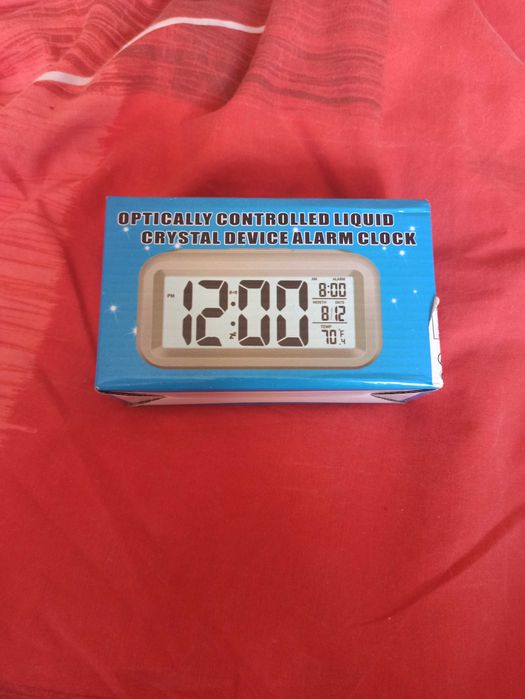 OPTICALLY CONTROLLED LIQUID
CRYSTAL DEVICE ALARM CLOCK
PM 12:00
AM ALARM
8:00
MONTH DATE
8 12
TEMP
70.4 °F